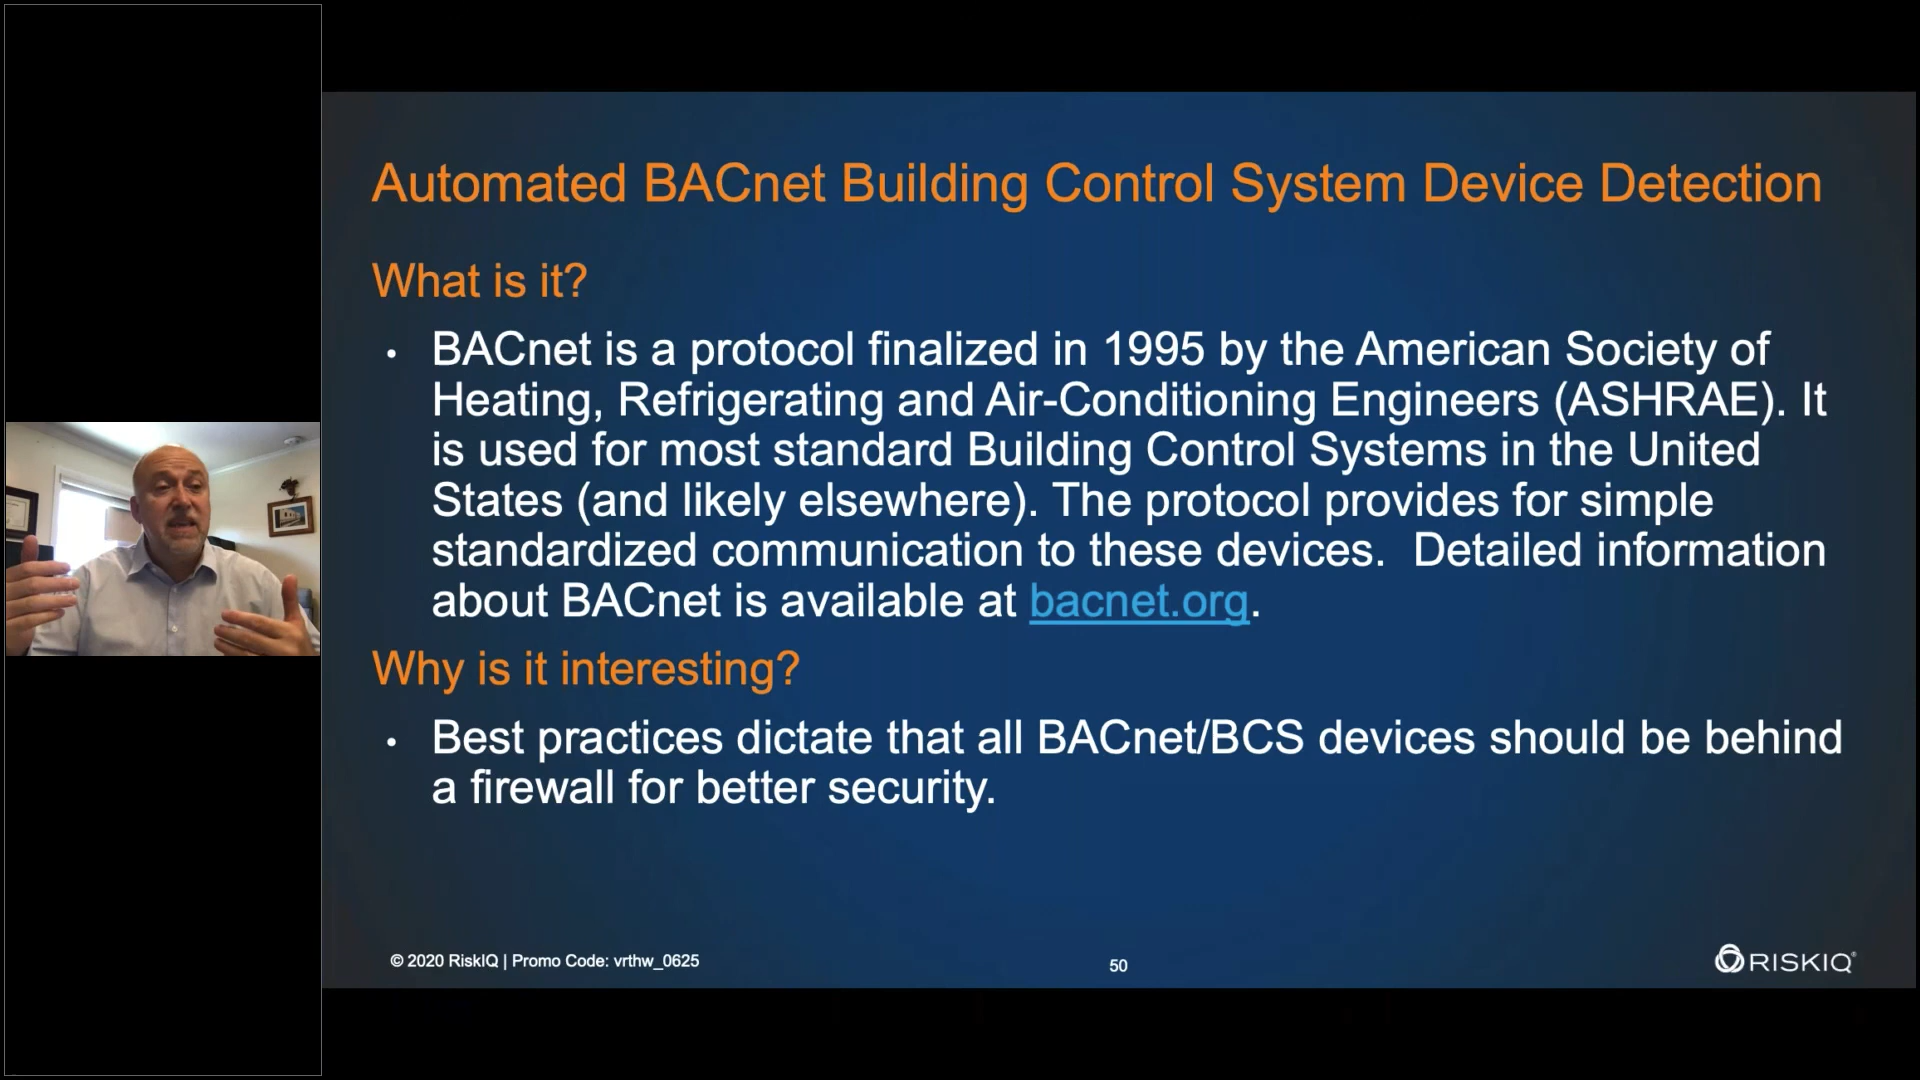 Automated BACnet Building Control System Device Detection
What is it?
• BACnet is a protocol finalized in 1995 by the American Society of
Heating, Refrigerating and Air-Conditioning Engineers (ASHRAE). It
is used for most standard Building Control Systems in the United
States (and likely elsewhere). The protocol provides for simple
standardized communication to these devices.  Detailed information
about BACnet is available at bacnet.org.
Why is it interesting?
• Best practices dictate that all BACnet/BCS devices should be behind
a firewall for better security.
© 2020 RiskIQ | Promo Code: vrthw_0625
50
RISKIQ®